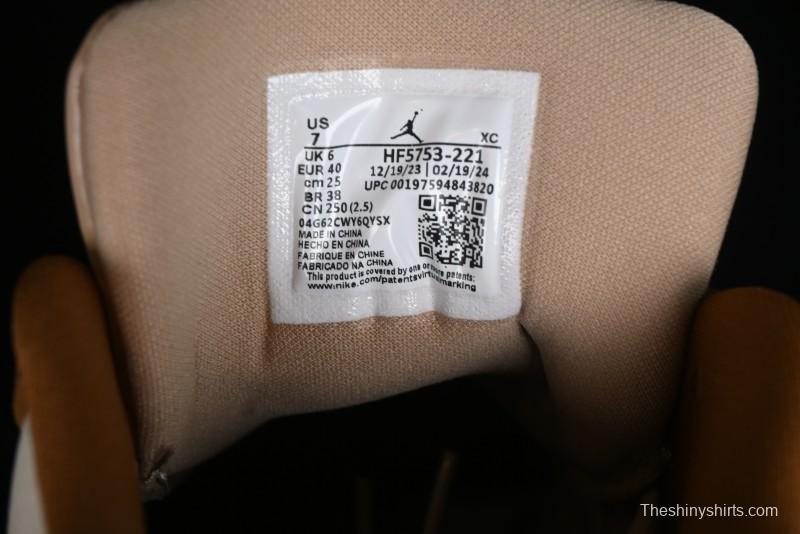 US
7
XC
UK 6
HF5753-221
EUR 40
12/19/23 | 02/19/24
cm 25
UPC 00197594843820
BR 38
CN 250 (2.5)
04G62CWY6QYSX
MADE IN CHINA
HECHO EN CHINA
FABRIQUE EN CHINE
FABRICADO NA CHINA
This product is covered by one or more patents:
www.nike.com/patentsvirtualmarking
Theshinyshirts.com